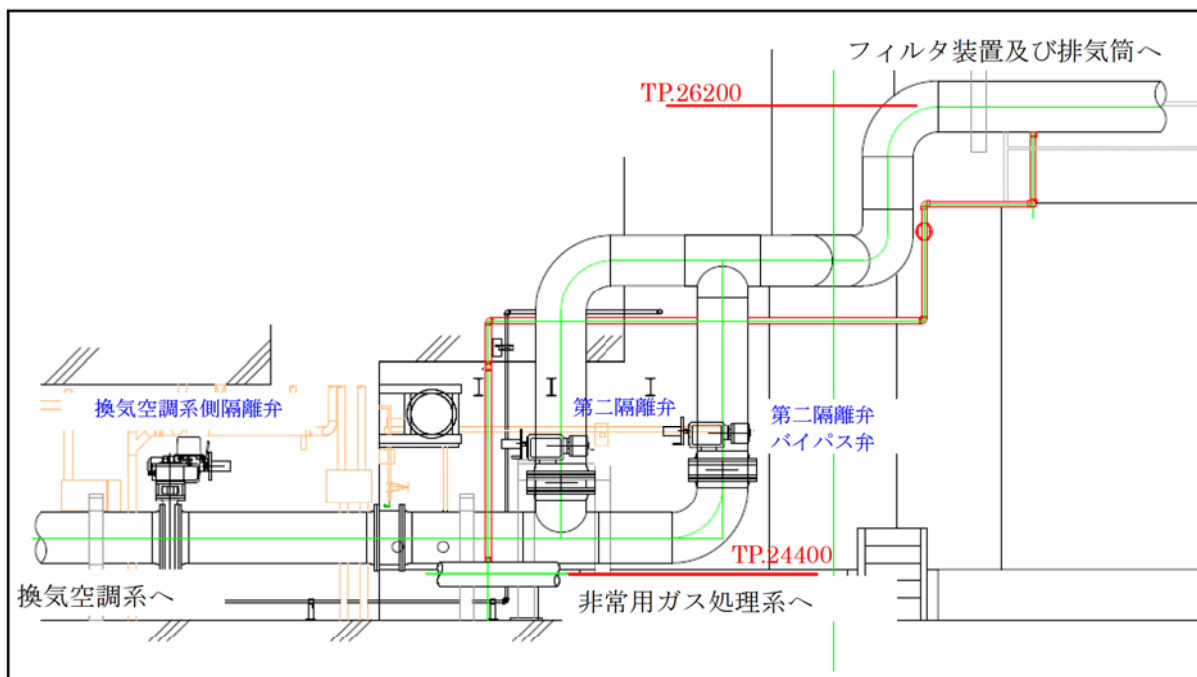 フィルタ装置及び排気筒へ
TP.26200
換気空調系側隔離弁
第二隔離弁
第二隔離弁
バイパス弁
TP.24400
換気空調系へ
非常用ガス処理系へ